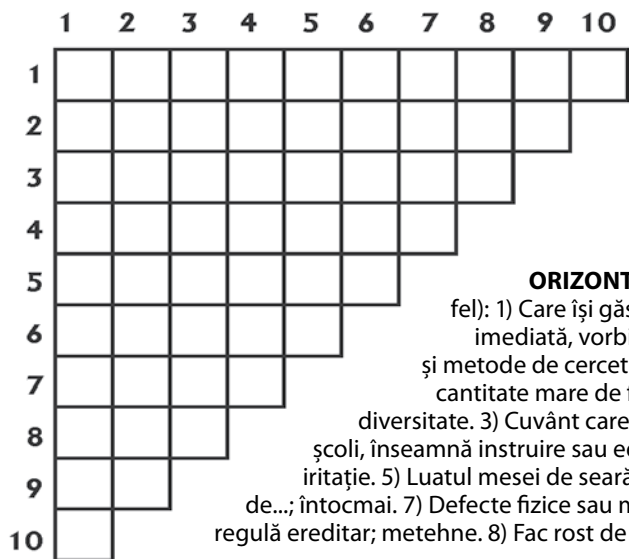 1 2 3 4 5 6 7 8 9 10
1
2
3
4
5
6
7
8
9
10
ORIZONT
fel): 1) Care își
imediată,
și metode de
cantitate mare de
diversitate. 3) Cuvânt care
școli, înseamnă instruire sau
iritație. 5) Luatul mesei de seară
de...; întocmai. 7) Defecte fizice sau
regulă ereditar; metehne. 8) Fac rost de